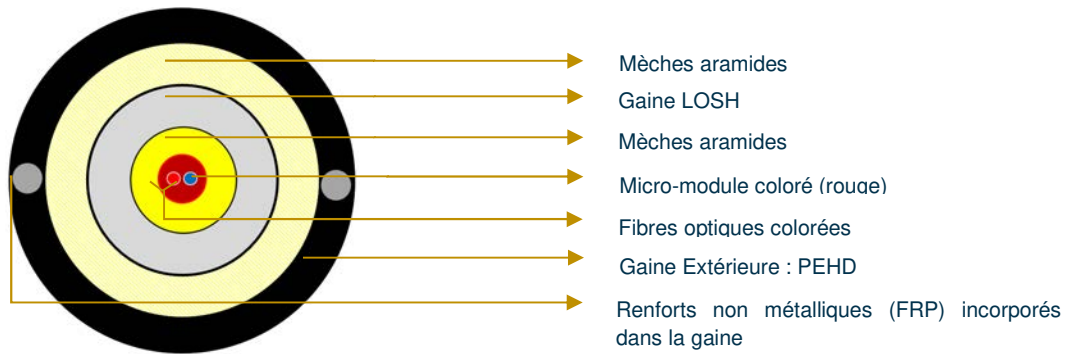 Mèches aramides
Gaine LOSH
Mèches aramides
Micro-module coloré (rouge)
Fibres optiques colorées
Gaine Extérieure : PEHD
Renforts non métalliques (FRP) incorporés
dans la gaine